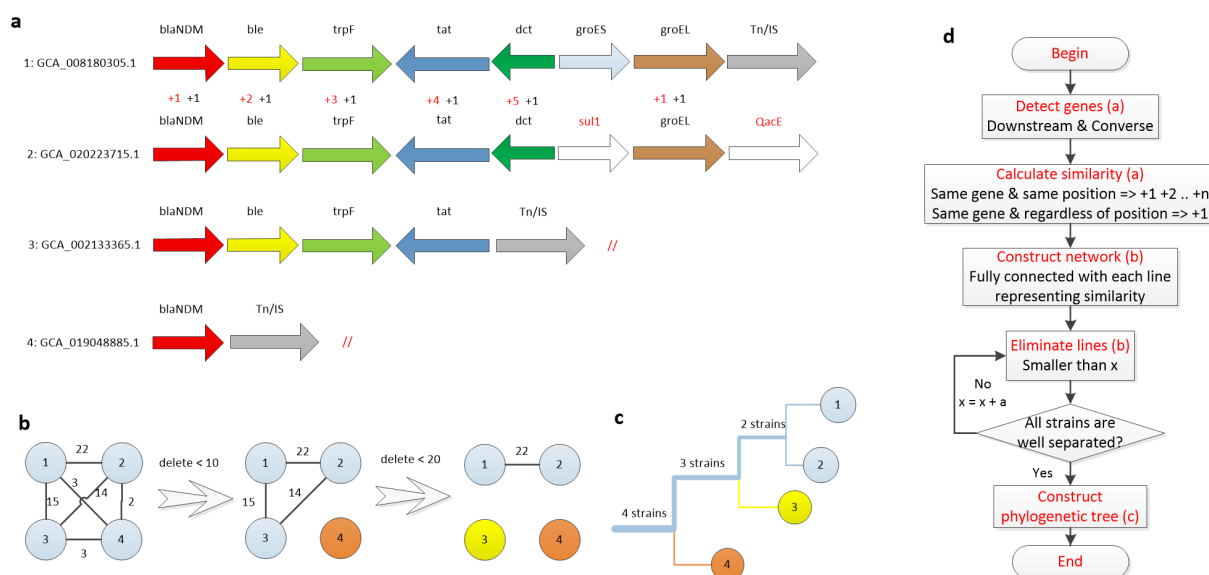 a
blaNDM ble trpF tat dct groES groEL Tn/IS
1: GCA_008180305.1
+1 +1 +2 +1 +3 +1 +4 +1 +5 +1 +1 +1
blaNDM ble trpF tat dct sul1 groEL QacE
2: GCA_020223715.1
blaNDM ble trpF tat Tn/IS
3: GCA_002133365.1 //
blaNDM Tn/IS
4: GCA_019048885.1 //
b
1 22 2
3
15 14 2
3 4
3
delete < 10
1 22 2
15 14
3 4
delete < 20
1 22 2
3 4
c
1
2 strains
2
3 strains
3
4 strains
4
d
Begin
Detect genes (a)
Downstream & Converse
Calculate similarity (a)
Same gene & same position => +1 +2 .. +n
Same gene & regardless of position => +1
Construct network (b)
Fully connected with each line
representing similarity
Eliminate lines (b)
Smaller than x
No
x = x + a
All strains are
well separated?
Yes
Construct
phylogenetic tree (c)
End